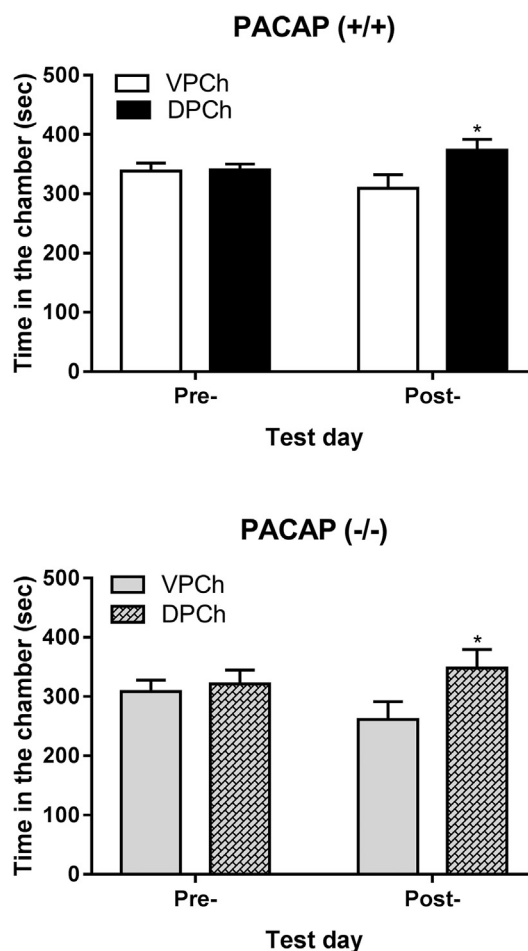 PACAP (+/+)
Time in the chamber (sec)
500
400
300
200
100
0
VPCh
DPCh
*
Pre-
Post-
Test day
PACAP (-/-)
Time in the chamber (sec)
500
400
300
200
100
0
VPCh
DPCh
*
Pre-
Post-
Test day